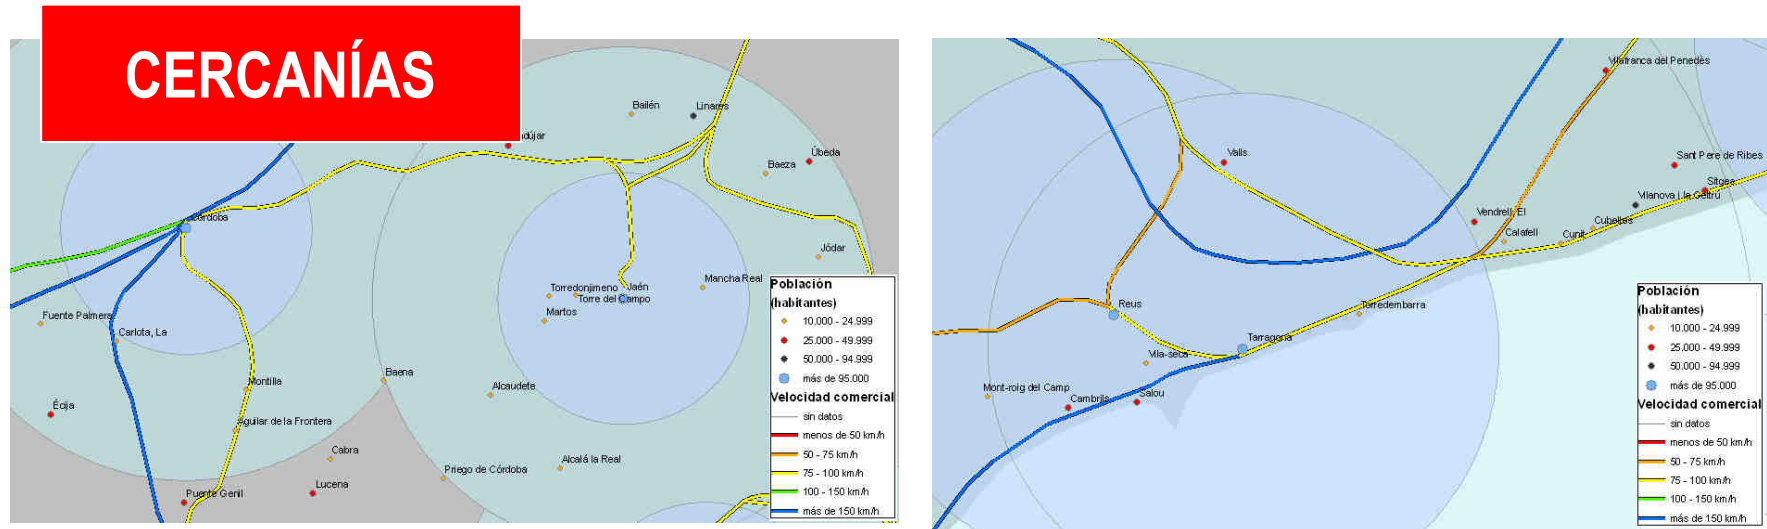 CERCANÍAS
Bailén
Linares
Úbeda
Baeza
Córdoba
Jódar
Mancha Real
Torredonjimeno
Jaén
Torre del Campo
Martos
Fuente Palmera
Carlota, La
Montilla
Baena
Alcaudete
Écija
Aguilar de la Frontera
Cabra
Priego de Córdoba
Alcalá la Real
Puente Genil
Lucena
Población
(habitantes)
10.000 - 24.999
25.000 - 49.999
50.000 - 94.999
más de 95.000
Velocidad comercial
sin datos
menos de 50 km/h
50 - 75 km/h
75 - 100 km/h
100 - 150 km/h
más de 150 km/h
Vilafranca del Penedès
Valls
Sant Pere de Ribes
Sitges
Vilanova i la Geltrú
Vendrell, El
Calafell
Cunit
Cubelles
Reus
Torredembarra
Tarragona
Vila-seca
Mont-roig del Camp
Cambrils
Salou
Población
(habitantes)
10.000 - 24.999
25.000 - 49.999
50.000 - 94.999
más de 95.000
Velocidad comercial
sin datos
menos de 50 km/h
50 - 75 km/h
75 - 100 km/h
100 - 150 km/h
más de 150 km/h